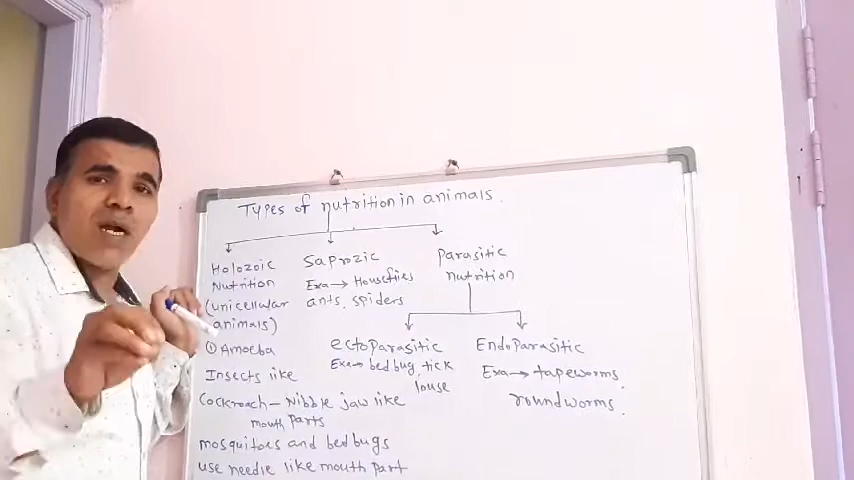 Types of nutrition in animals.
Holozoic
Nutrition
(unicellular
animals)
① Amoeba
Insects like
Cockroach - Nibble jaw like
mouth parts
mosquitoes and bedbugs
use needle like mouth part
Saprozic
Exa → Houseflies
ants, spiders
Parasitic
nutrition
ectoparasitic
Exa → bed bug, tick
louse
Endoparasitic
Exa → tapeworms
roundworms.